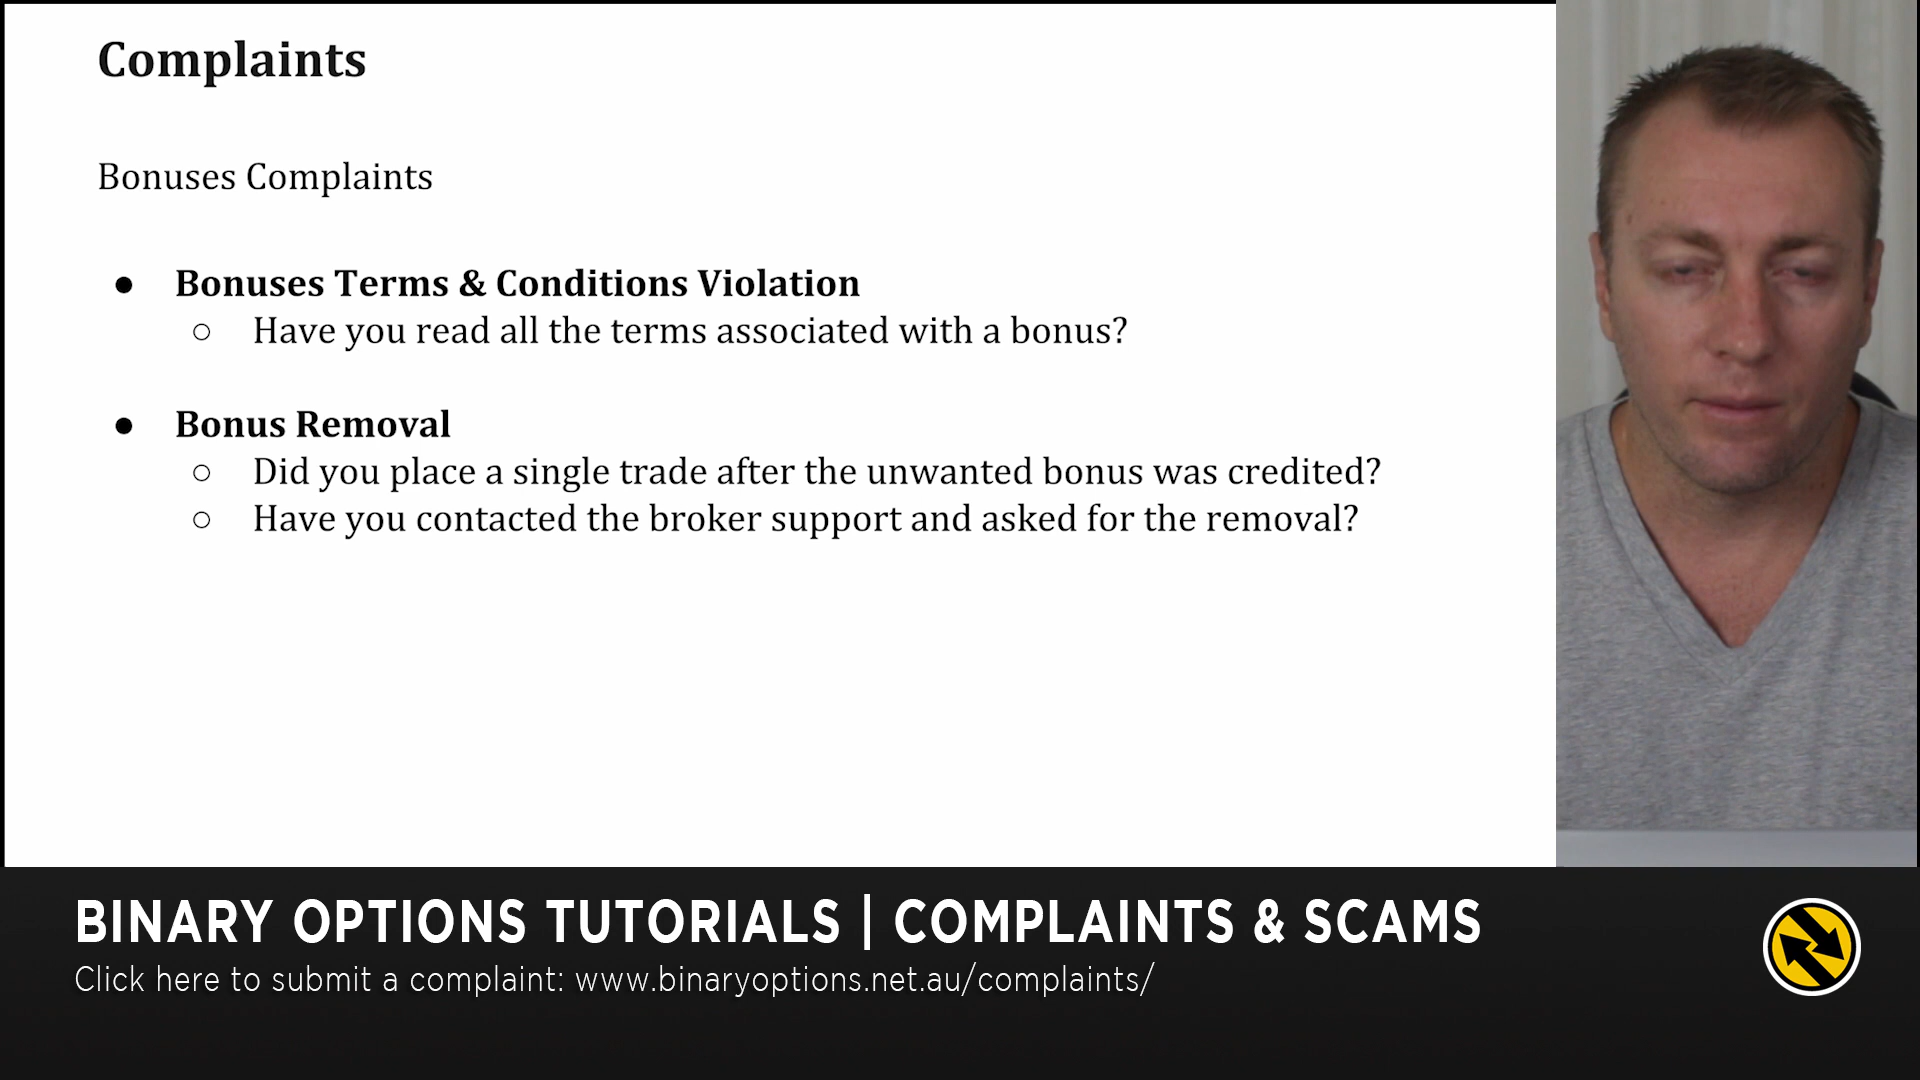 Complaints
Bonuses Complaints
● Bonuses Terms & Conditions Violation
○ Have you read all the terms associated with a bonus?
● Bonus Removal
○ Did you place a single trade after the unwanted bonus was credited?
○ Have you contacted the broker support and asked for the removal?
BINARY OPTIONS TUTORIALS | COMPLAINTS & SCAMS
Click here to submit a complaint: www.binaryoptions.net.au/complaints/